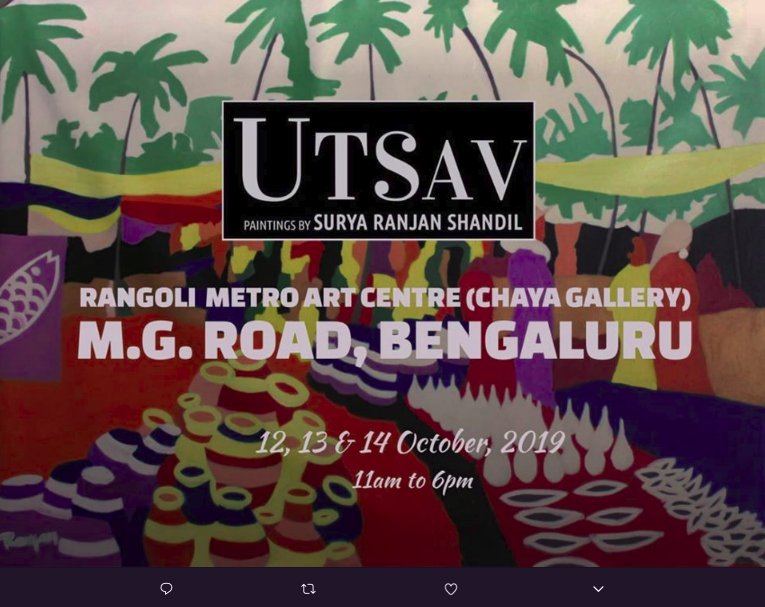 UTSAV
PAINTINGS BY SURYA RANJAN SHANDIL
RANGOLI METRO ART CENTRE (CHAYA GALLERY)
M.G. ROAD, BENGALURU
12, 13 & 14 October, 2019
11am to 6pm